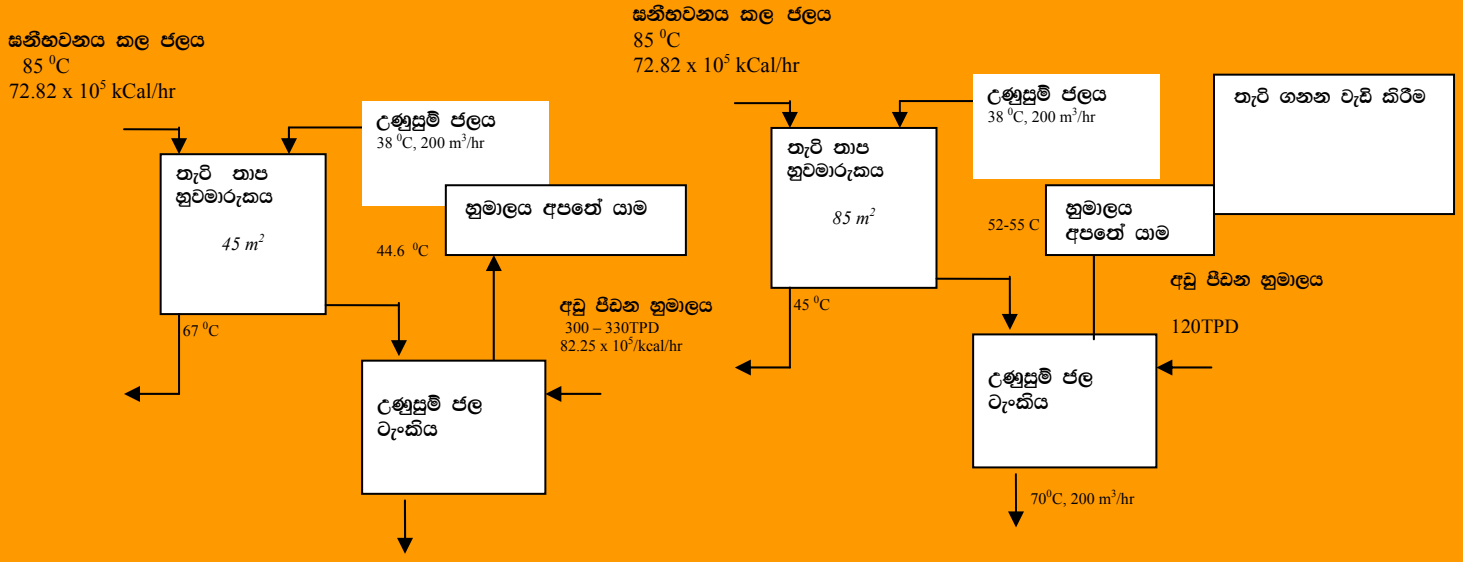 ඝනීභවනය කල ජලය
85 ⁰C
72.82 x 10⁵ kCal/hr
උණුසුම් ජලය
38 ⁰C, 200 m³/hr
තැටි තාප
හුවමාරුකය
45 m²
හුමාලය අපතේ යාම
44.6 ⁰C
67 ⁰C
අඩු පීඩන හුමාලය
300 – 330TPD
82.25 x 10⁵/kcal/hr
උණුසුම් ජල
ටැංකිය
ඝනීභවනය කල ජලය
85 ⁰C
72.82 x 10⁵ kCal/hr
උණුසුම් ජලය
38 ⁰C, 200 m³/hr
තැටි ගනන වැඩි කිරීම
තැටි තාප
හුවමාරුකය
85 m²
52-55 C
හුමාලය
අපතේ යාම
45 ⁰C
අඩු පීඩන හුමාලය
120TPD
උණුසුම් ජල
ටැංකිය
70⁰C, 200 m³/hr